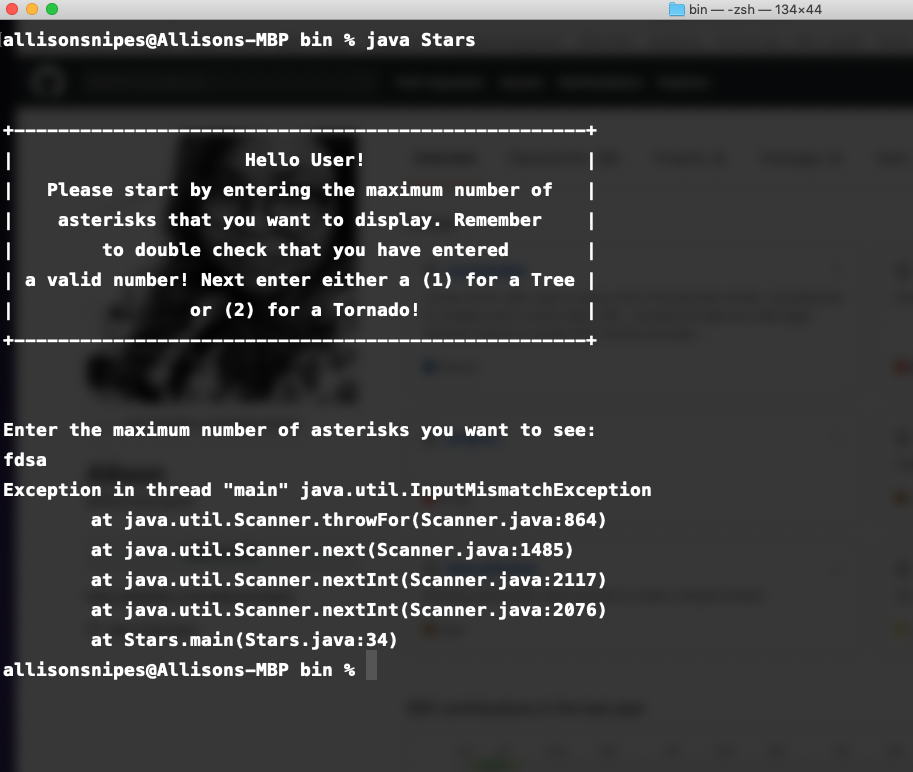 bin — -zsh — 134×44
allisonsnipes@Allisons-MBP bin % java Stars
+----------------------------------------------------+
|                     Hello User!                    |
|   Please start by entering the maximum number of   |
|    asterisks that you want to display. Remember    |
|        to double check that you have entered       |
| a valid number! Next enter either a (1) for a Tree |
|                or (2) for a Tornado!               |
+----------------------------------------------------+
Enter the maximum number of asterisks you want to see:
fdsa
Exception in thread "main" java.util.InputMismatchException
        at java.util.Scanner.throwFor(Scanner.java:864)
        at java.util.Scanner.next(Scanner.java:1485)
        at java.util.Scanner.nextInt(Scanner.java:2117)
        at java.util.Scanner.nextInt(Scanner.java:2076)
        at Stars.main(Stars.java:34)
allisonsnipes@Allisons-MBP bin %